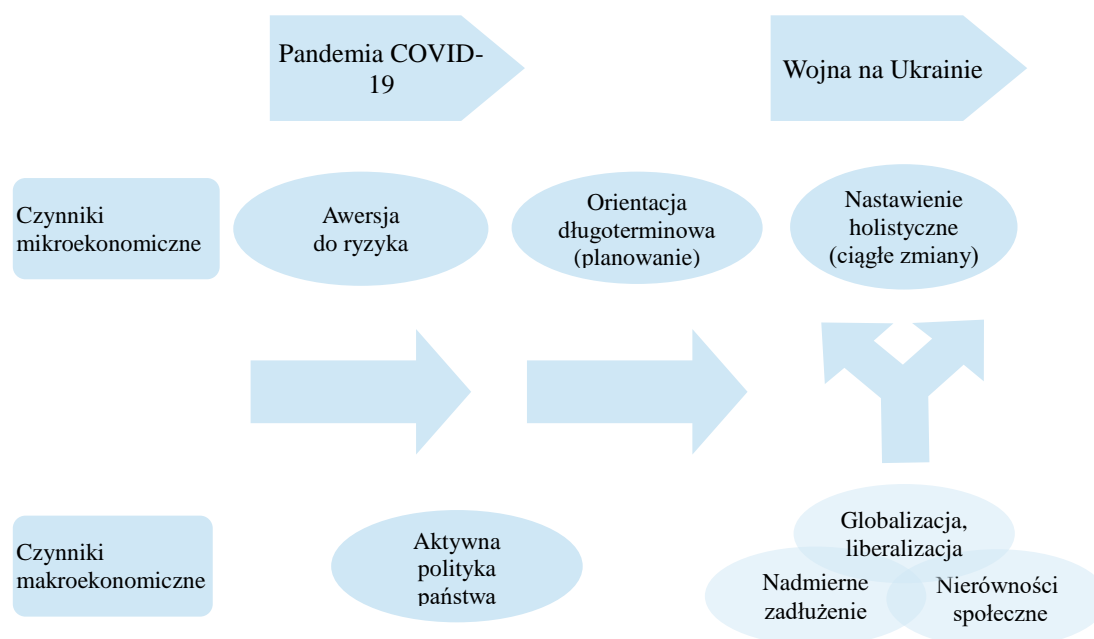 Pandemia COVID-
19
Wojna na Ukrainie
Czynniki
mikroekonomiczne
Awersja
do ryzyka
Orientacja
długoterminowa
(planowanie)
Nastawienie
holistyczne
(ciągłe zmiany)
Czynniki
makroekonomiczne
Aktywna
polityka
państwa
Globalizacja,
liberalizacja
Nadmierne
zadłużenie
Nierówności
społeczne